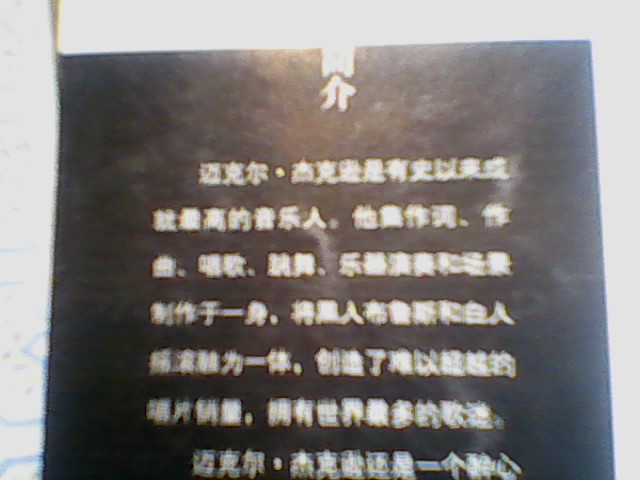 简
介
迈克尔·杰克逊是有史以来成
就最高的音乐人。他集作词、作
曲、唱歌、跳舞、乐器演奏和场景
制作于一身，将黑人布鲁斯和白人
摇滚融为一体，创造了难以超越的
唱片销量，拥有世界最多的歌迷。
迈克尔·杰克逊还是一个醉心